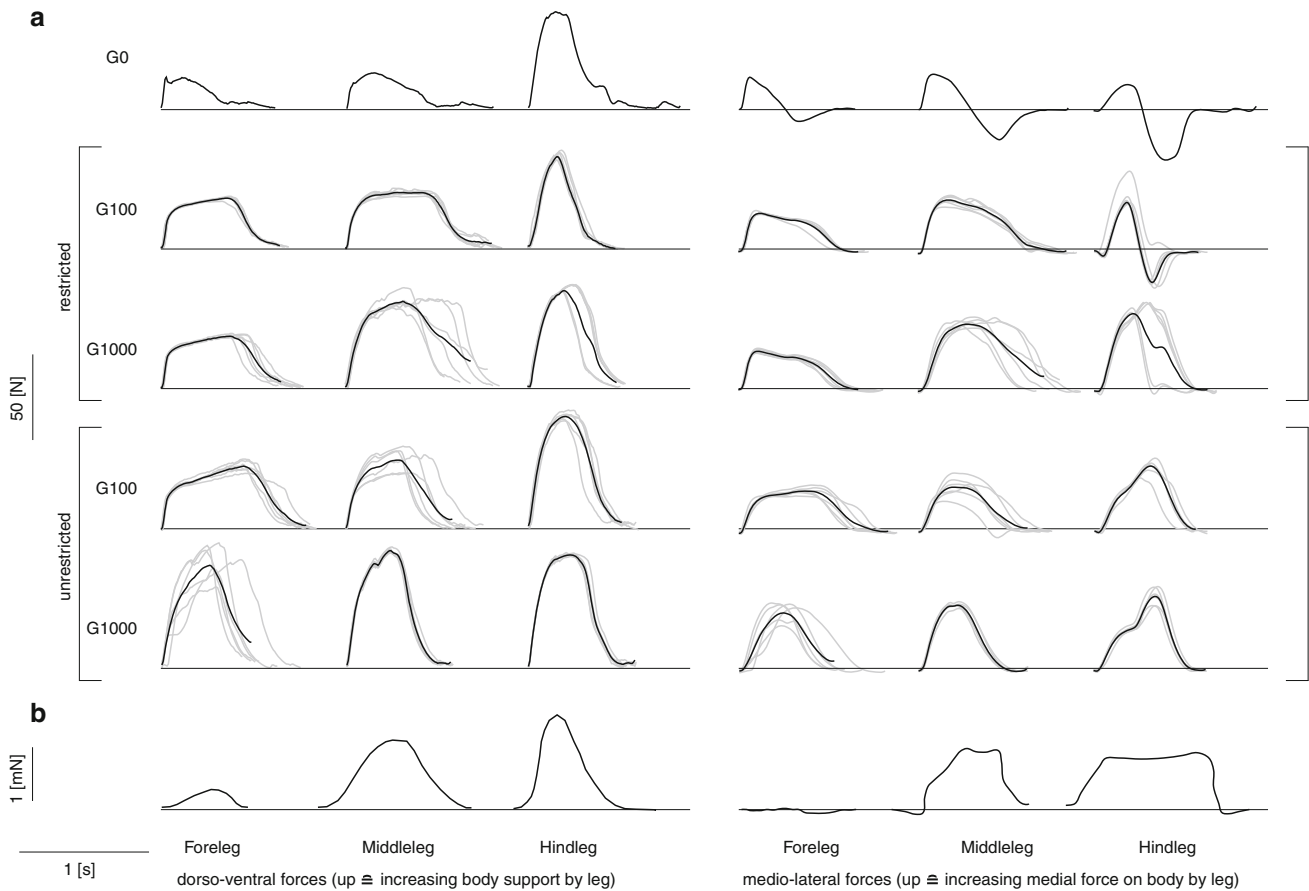 a
G0
G100
restricted
G1000
50 [N]
G100
unrestricted
G1000
b
1 [mN]
Foreleg Middleleg Hindleg Foreleg Middleleg Hindleg
1 [s]
dorso-ventral forces (up ≘ increasing body support by leg) medio-lateral forces (up ≘ increasing medial force on body by leg)